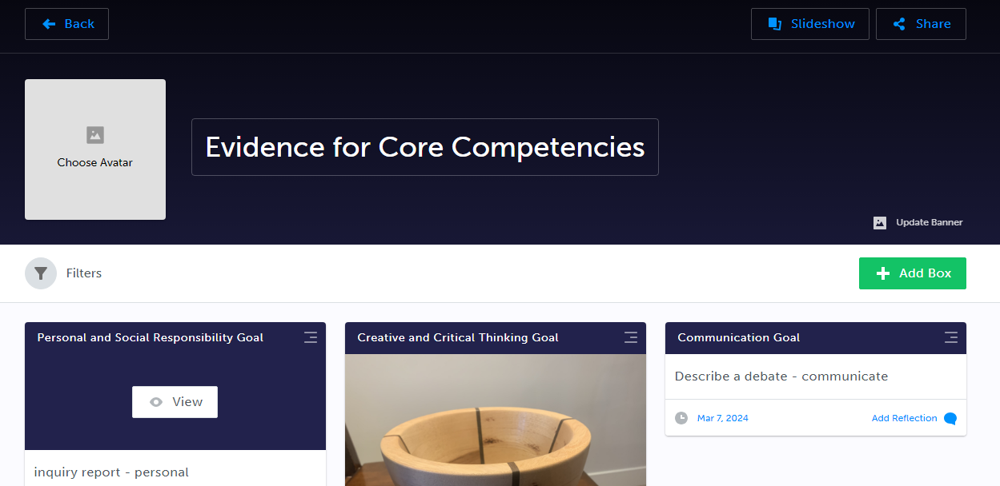 Back
Slideshow
Share
Choose Avatar
Evidence for Core Competencies
Update Banner
Filters
Add Box
Personal and Social Responsibility Goal
View
inquiry report - personal
Creative and Critical Thinking Goal
Communication Goal
Describe a debate - communicate
Mar 7, 2024
Add Reflection